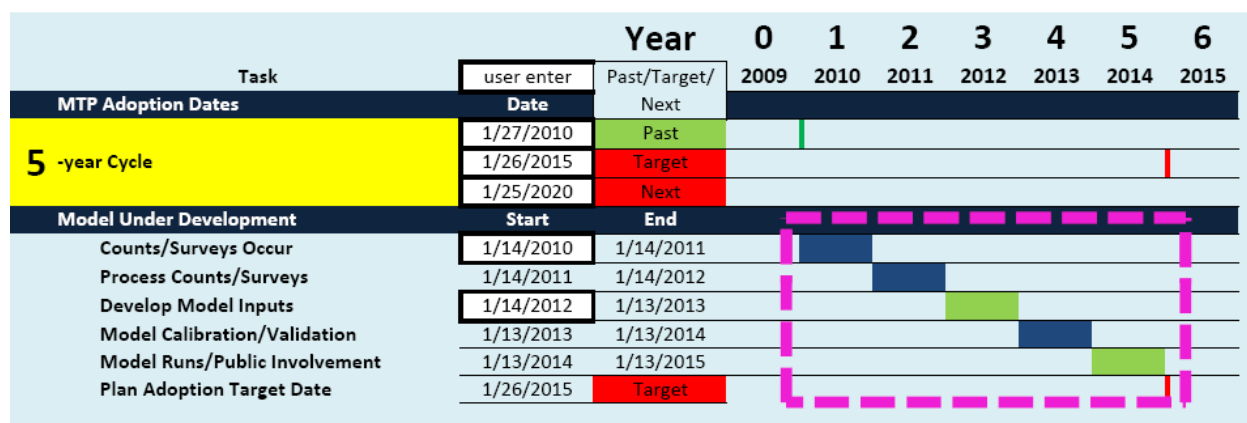 Year 0 1 2 3 4 5 6
Task user enter Past/Target/ 2009 2010 2011 2012 2013 2014 2015
MTP Adoption Dates Date Next
1/27/2010 Past
5 -year Cycle 1/26/2015 Target
1/25/2020 Next
Model Under Development Start End
Counts/Surveys Occur 1/14/2010 1/14/2011
Process Counts/Surveys 1/14/2011 1/14/2012
Develop Model Inputs 1/14/2012 1/13/2013
Model Calibration/Validation 1/13/2013 1/13/2014
Model Runs/Public Involvement 1/13/2014 1/13/2015
Plan Adoption Target Date 1/26/2015 Target